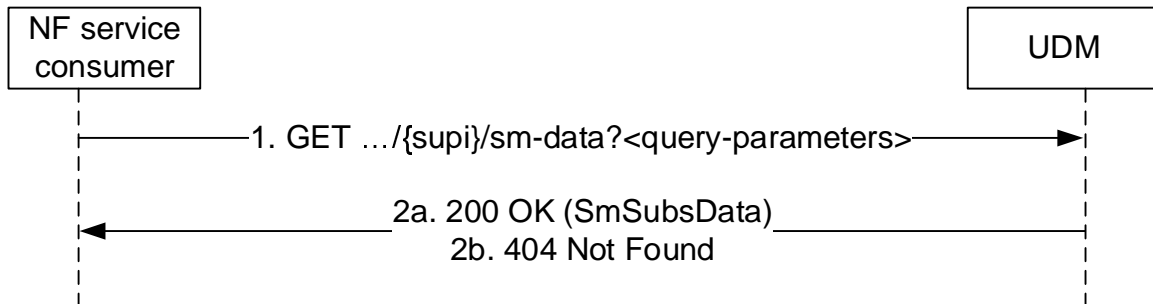 NF service
consumer
UDM
1. GET …/{supi}/sm-data?<query-parameters>
2a. 200 OK (SmSubsData)
2b. 404 Not Found